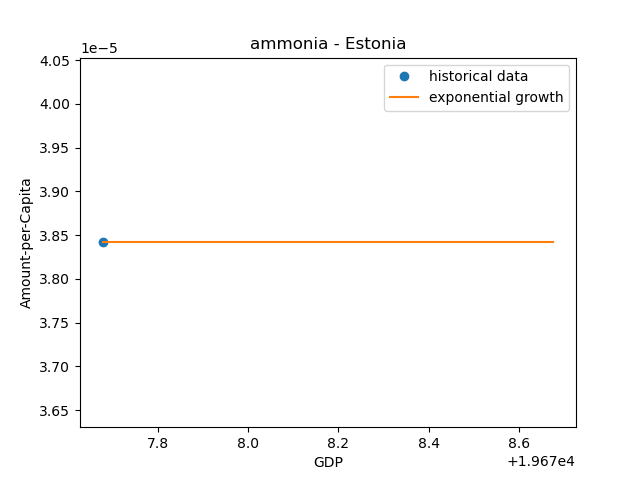 ammonia - Estonia
1e−5
4.05
4.00
3.95
3.90
3.85
3.80
3.75
3.70
3.65
Amount-per-Capita
historical data
exponential growth
7.8 8.0 8.2 8.4 8.6
+1.967e4
GDP